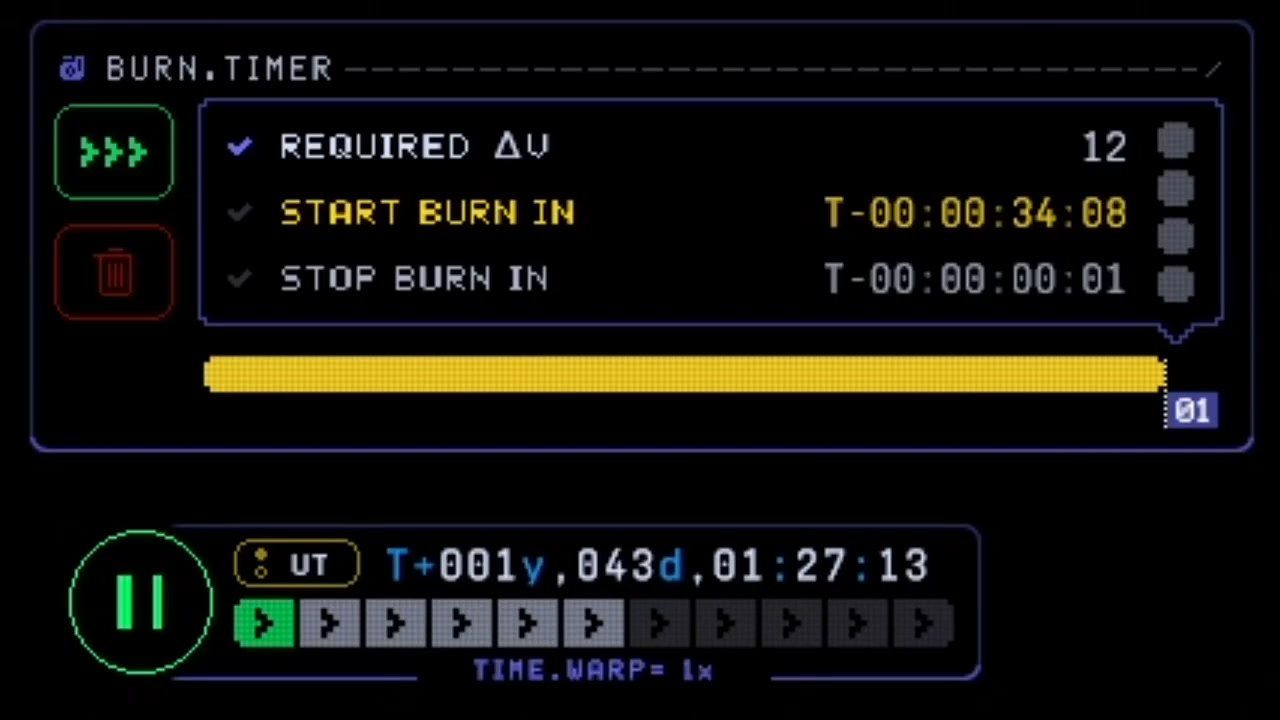 BURN.TIMER
REQUIRED ΔV 12
START BURN IN T-00:00:34:08
STOP BURN IN T-00:00:00:01
01
UT T+001y,043d,01:27:13
TIME.WARP= 1x